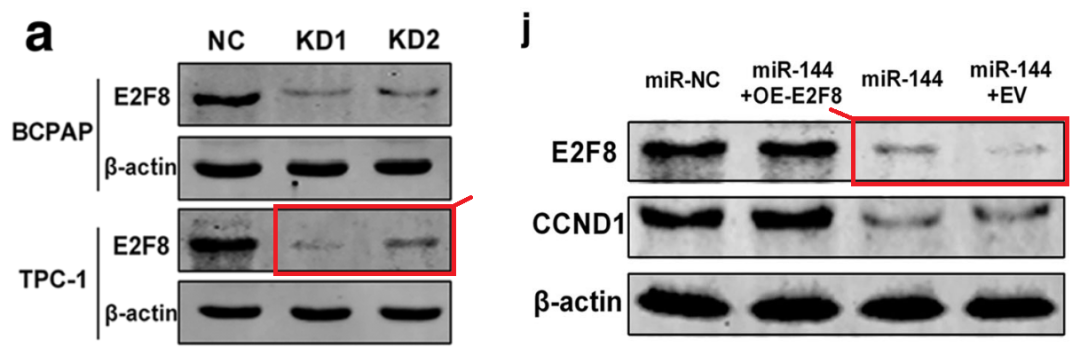 a
NC KD1 KD2
BCPAP
E2F8
β-actin
TPC-1
E2F8
β-actin
j
miR-NC miR-144 +OE-E2F8 miR-144 miR-144 +EV
E2F8
CCND1
β-actin